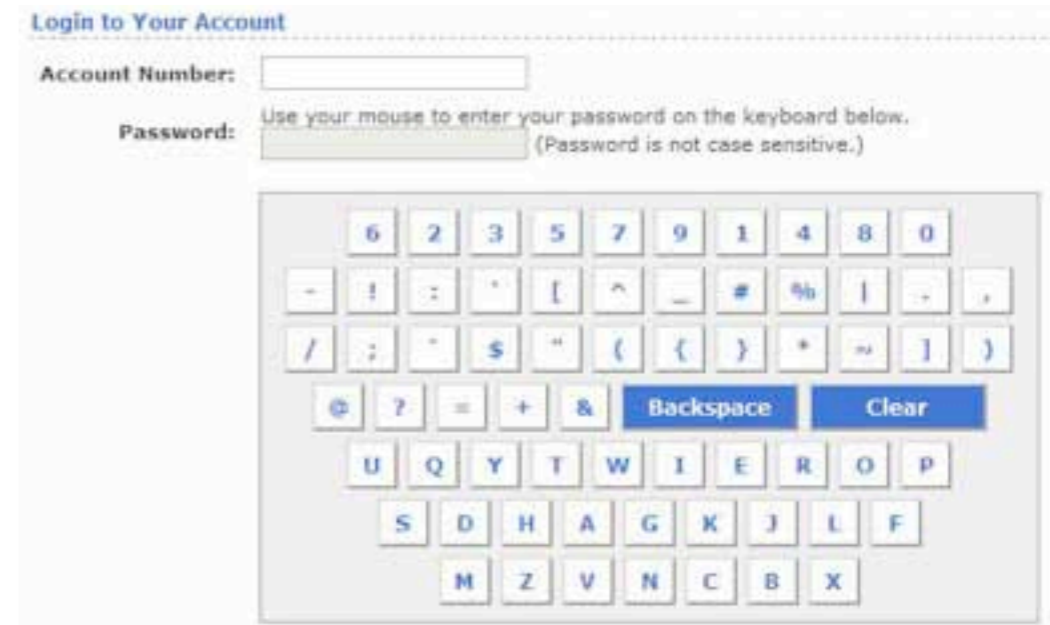 Login to Your Account
Account Number:
Use your mouse to enter your password on the keyboard below.
Password:
(Password is not case sensitive.)
6 2 3 5 7 9 1 4 8 0
- ! : [ ^ _ # % | . ,
/ ; $ " ( { } * ~ ] )
@ ? = + & Backspace Clear
U Q Y T W I E R O P
S D H A G K J L F
M Z V N C B X